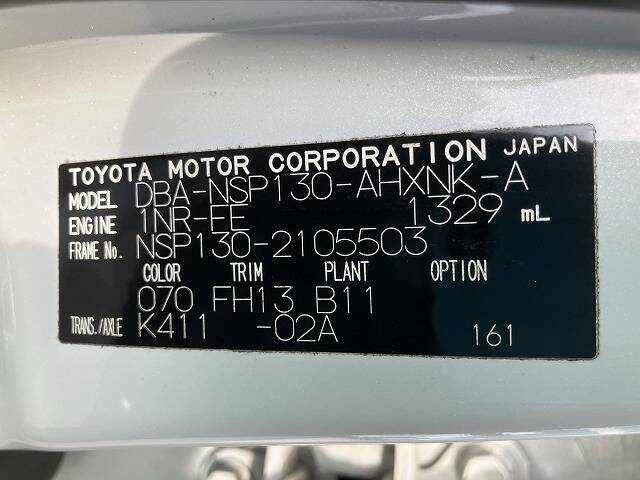 TOYOTA MOTOR CORPORATION JAPAN
MODEL DBA-NSP130-AHXNK-A
ENGINE 1NR-FE 1329 mL
FRAME No. NSP130-2105503
COLOR TRIM PLANT OPTION
070 FH13 B11
TRANS./AXLE K411 -02A 161